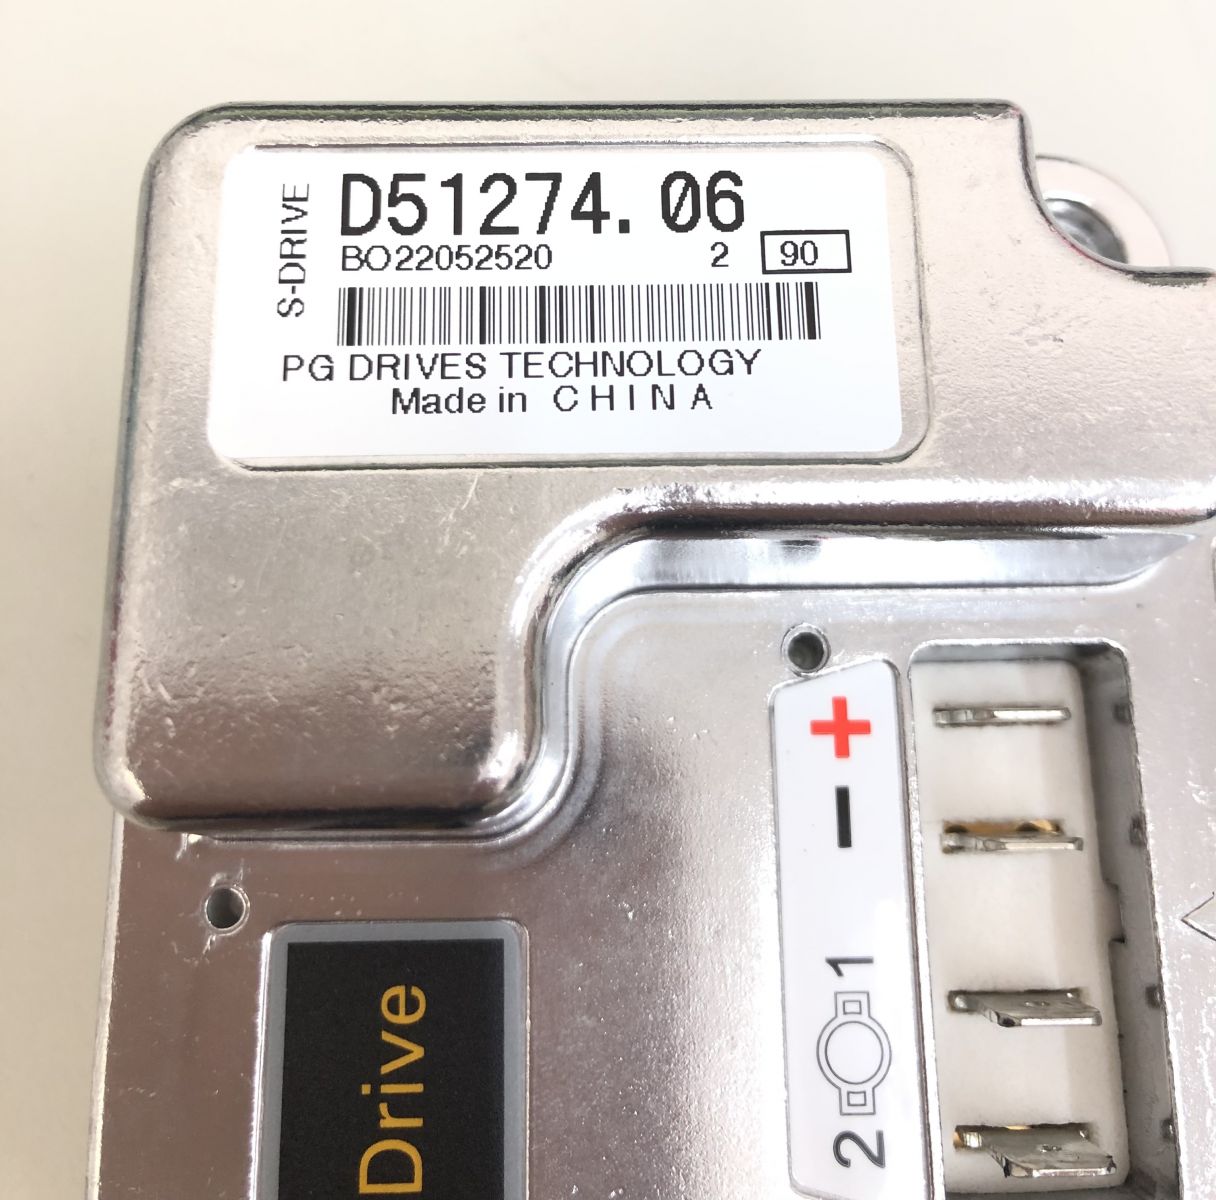 S-DRIVE
D51274.06
BO22052520 2 90
PG DRIVES TECHNOLOGY
Made in CHINA
+
-
1
2
Drive